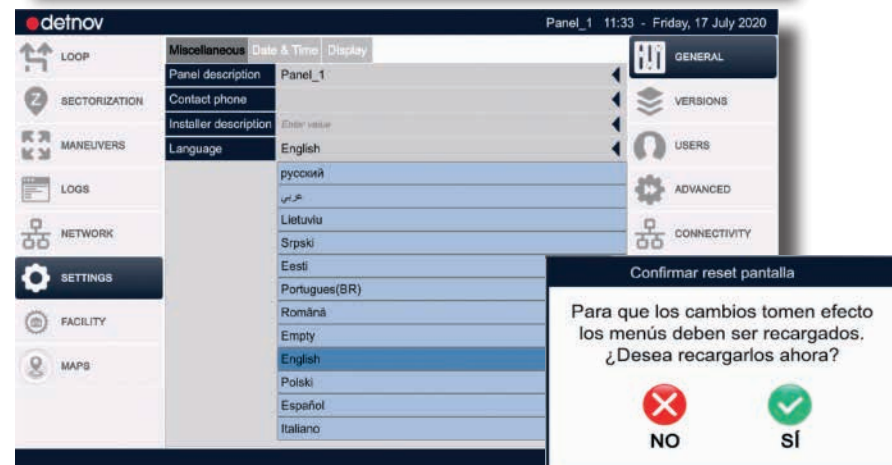 detnov
Panel_1 11:33 - Friday, 17 July 2020
LOOP
SECTORIZATION
MANEUVERS
LOGS
NETWORK
SETTINGS
FACILITY
MAPS
Miscellaneous Date & Time Display
Panel description Panel_1
Contact phone
Installer description Enter value
Language English
русский
عربي
Lietuviu
Srpski
Eesti
Portugues(BR)
Română
Empty
English
Polski
Español
Italiano
GENERAL
VERSIONS
USERS
ADVANCED
CONNECTIVITY
Confirmar reset pantalla
Para que los cambios tomen efecto
los menús deben ser recargados.
¿Desea recargarlos ahora?
NO SÍ